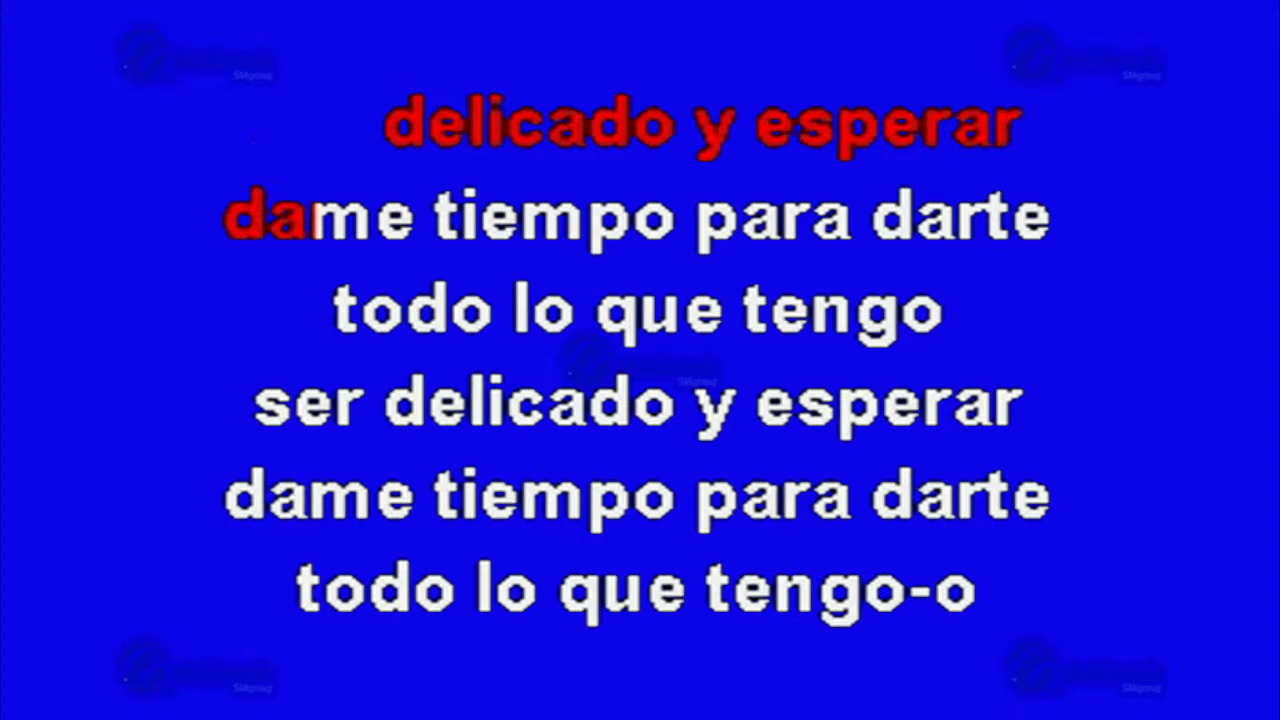 delicado y esperar
dame tiempo para darte
todo lo que tengo
ser delicado y esperar
dame tiempo para darte
todo lo que tengo-o